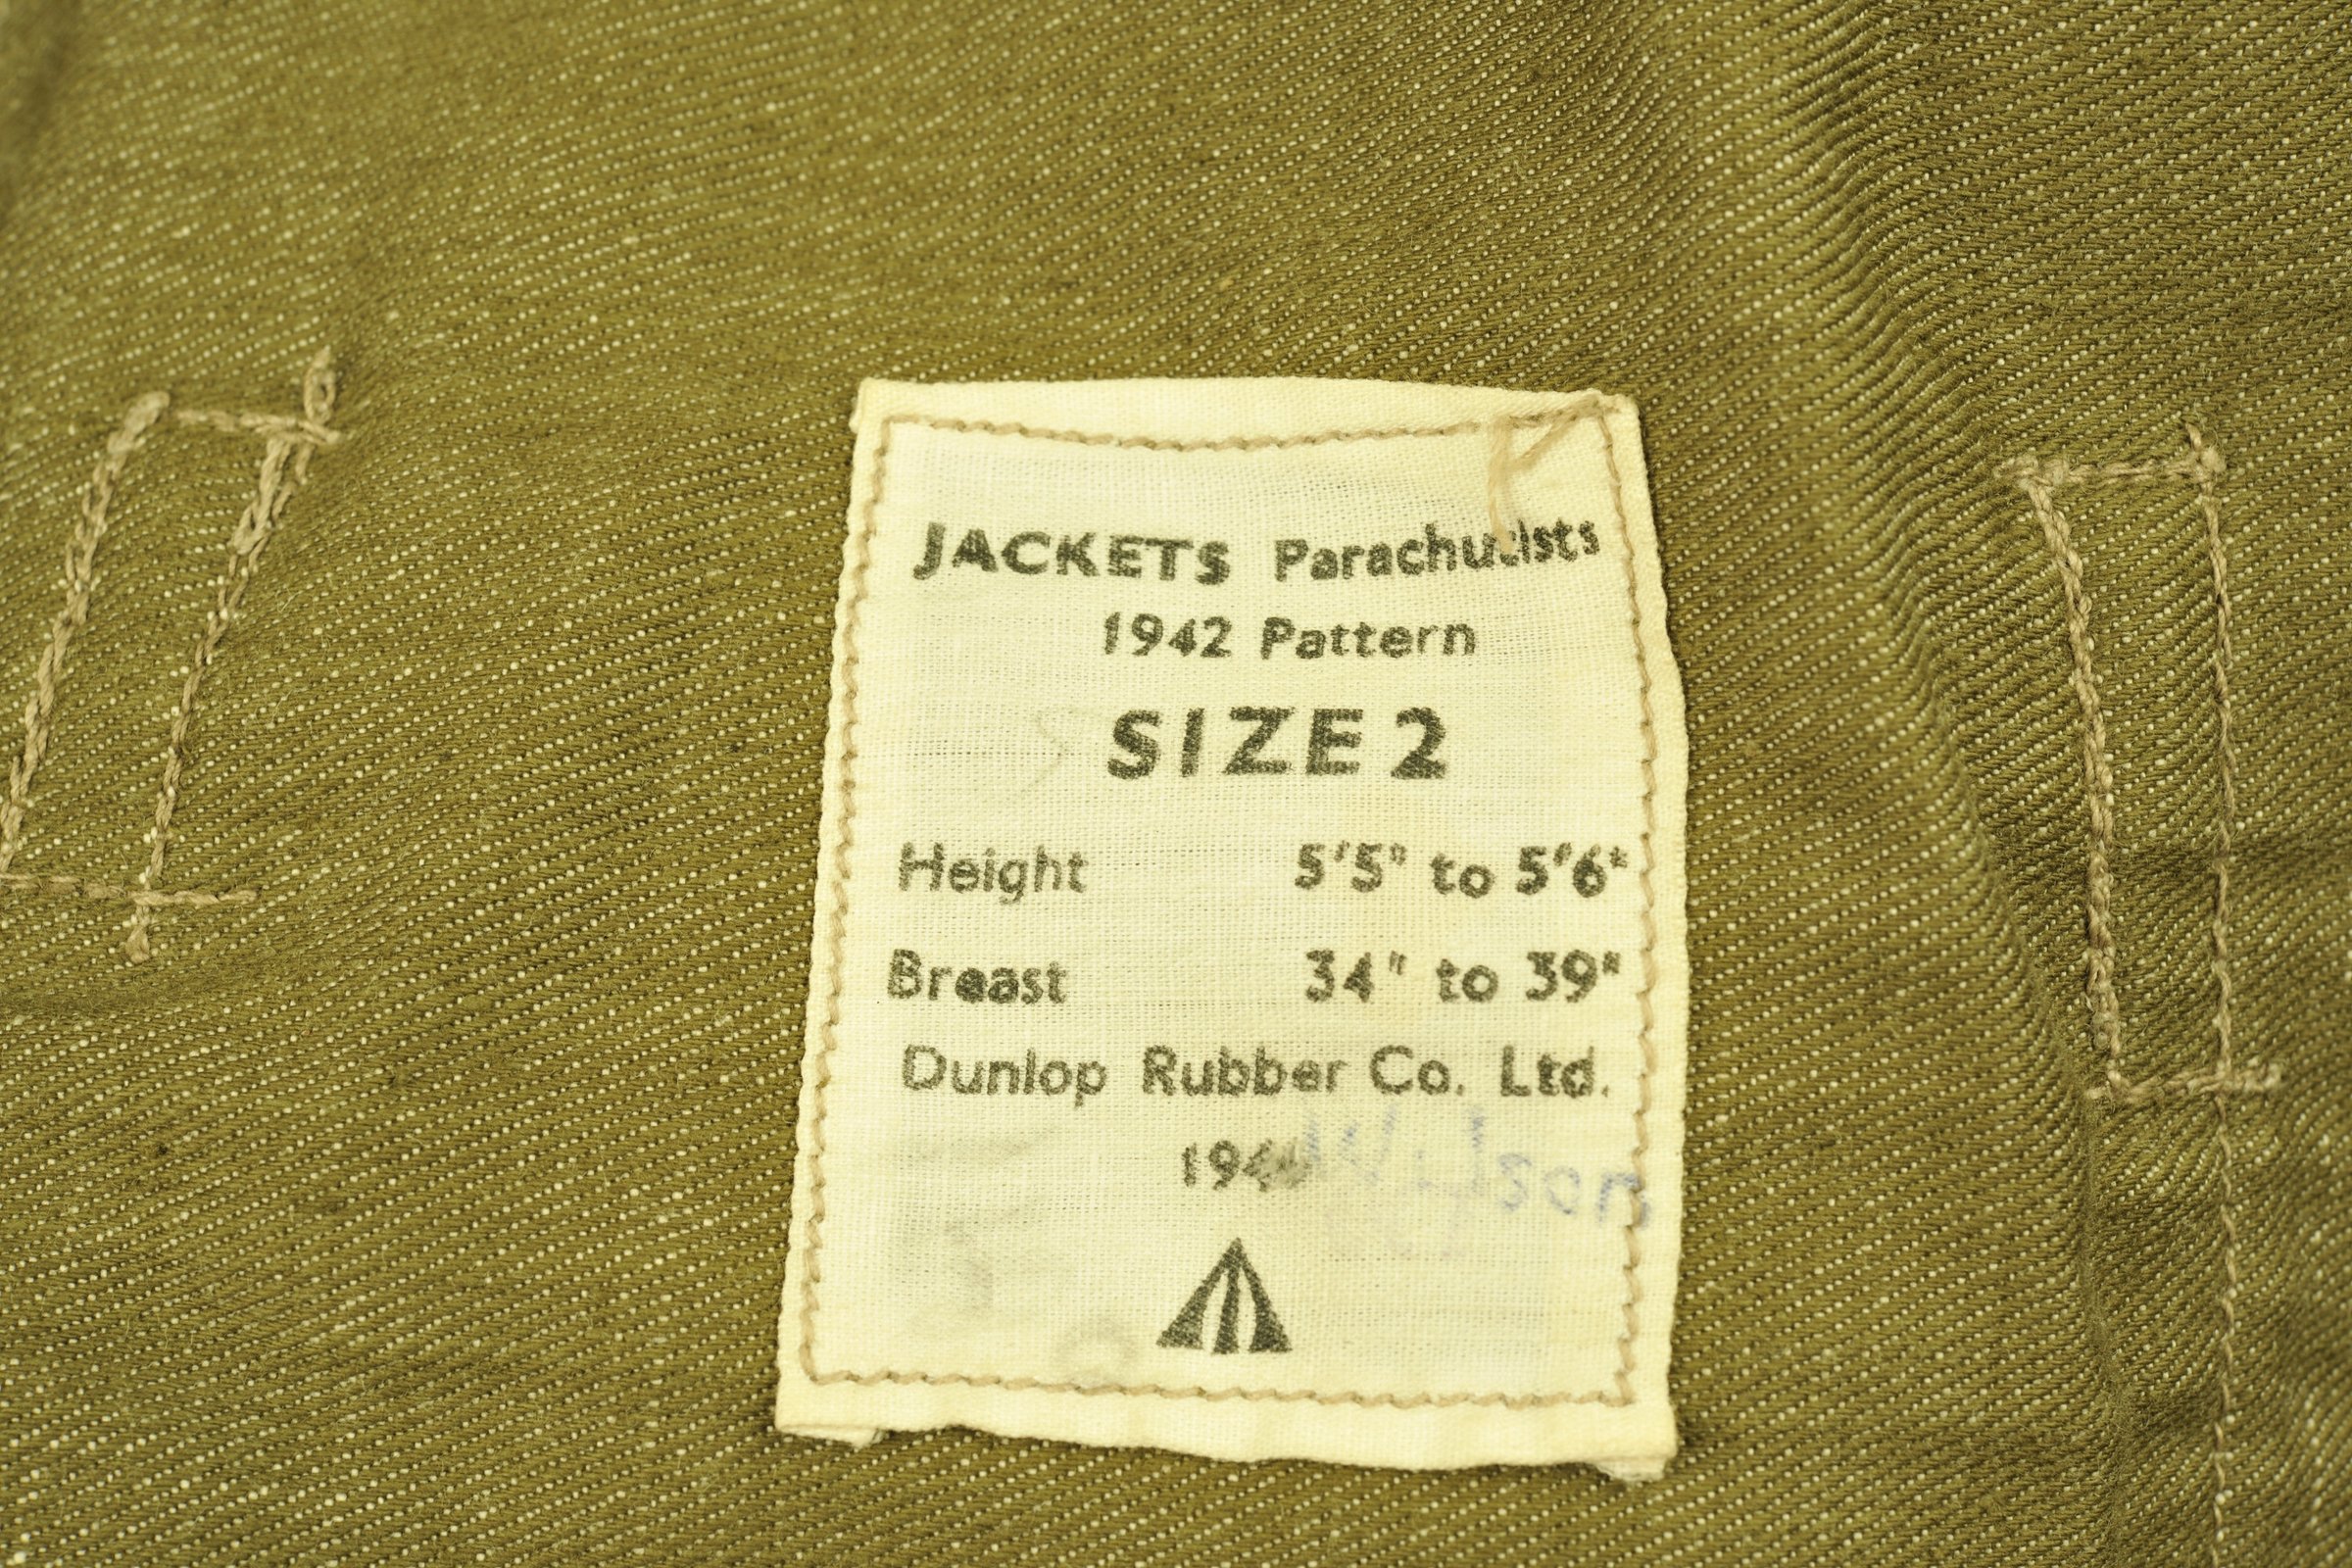 JACKETS Parachutists
1942 Pattern
SIZE 2
Height 5'5" to 5'6"
Breast 34" to 39"
Dunlop Rubber Co. Ltd.
Wilson